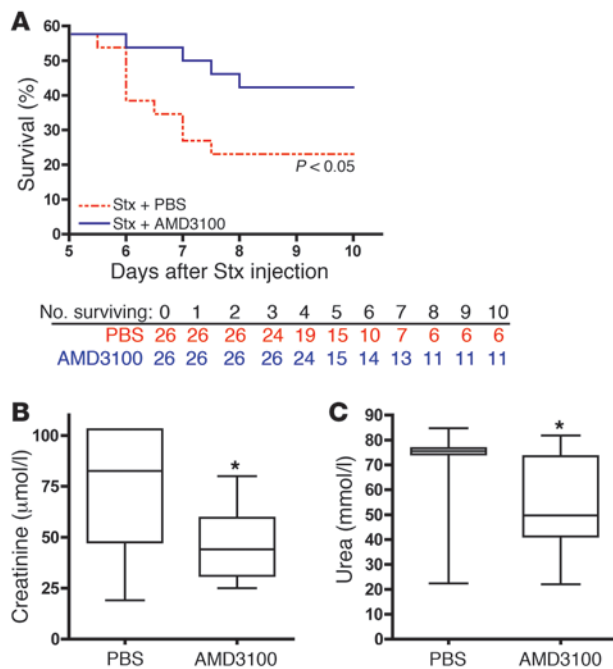 A
60
50
40
30
20
10
0
Survival (%)
P < 0.05
Stx + PBS
Stx + AMD3100
5 6 7 8 9 10
Days after Stx injection
No. surviving: 0 1 2 3 4 5 6 7 8 9 10
PBS 26 26 26 24 19 15 10 7 6 6 6
AMD3100 26 26 26 26 24 15 14 13 11 11 11
B
100
75
50
25
0
Creatinine (μmol/l)
*
PBS AMD3100
C
90
80
70
60
50
40
30
20
10
0
Urea (mmol/l)
*
PBS AMD3100